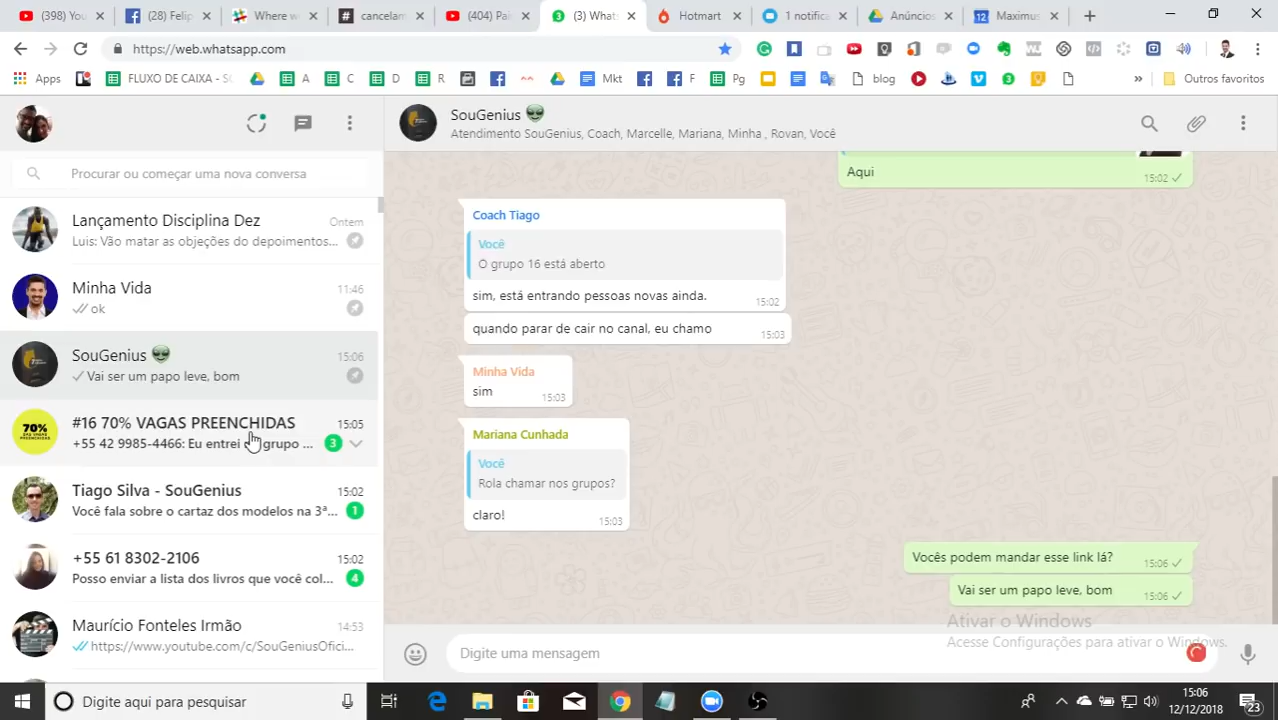 (398) You
(28) Felip
Where w
cancelam
(404) Pai
(3) What
Hotmart
1 notifica
Anúncios
Maximus
https://web.whatsapp.com
Apps
FLUXO DE CAIXA - S
A
C
D
R
Mkt
F
Pg
blog
»
Outros favoritos
SouGenius
Atendimento SouGenius, Coach, Marcelle, Mariana, Minha , Rovan, Você
Procurar ou começar uma nova conversa
Lançamento Disciplina Dez
Ontem
Luis: Vão matar as objeções do depoimentos...
Minha Vida
11:46
ok
SouGenius
15:06
Vai ser um papo leve, bom
#16 70% VAGAS PREENCHIDAS
15:05
+55 42 9985-4466: Eu entrei grupo ...
3
70%
Tiago Silva - SouGenius
15:02
Você fala sobre o cartaz dos modelos na 3ª...
1
+55 61 8302-2106
15:02
Posso enviar a lista dos livros que você col...
4
Maurício Fonteles Irmão
14:53
https://www.youtube.com/c/SouGeniusOfici...
Aqui
15:02
Coach Tiago
Você
O grupo 16 está aberto
sim, está entrando pessoas novas ainda.
15:02
quando parar de cair no canal, eu chamo
15:03
Minha Vida
sim
15:03
Mariana Cunhada
Você
Rola chamar nos grupos?
claro!
15:03
Vocês podem mandar esse link lá?
15:06
Vai ser um papo leve, bom
15:06
Ativar o Windows
Acesse Configurações para ativar o Windows.
Digite uma mensagem
Digite aqui para pesquisar
15:06
12/12/2018
23